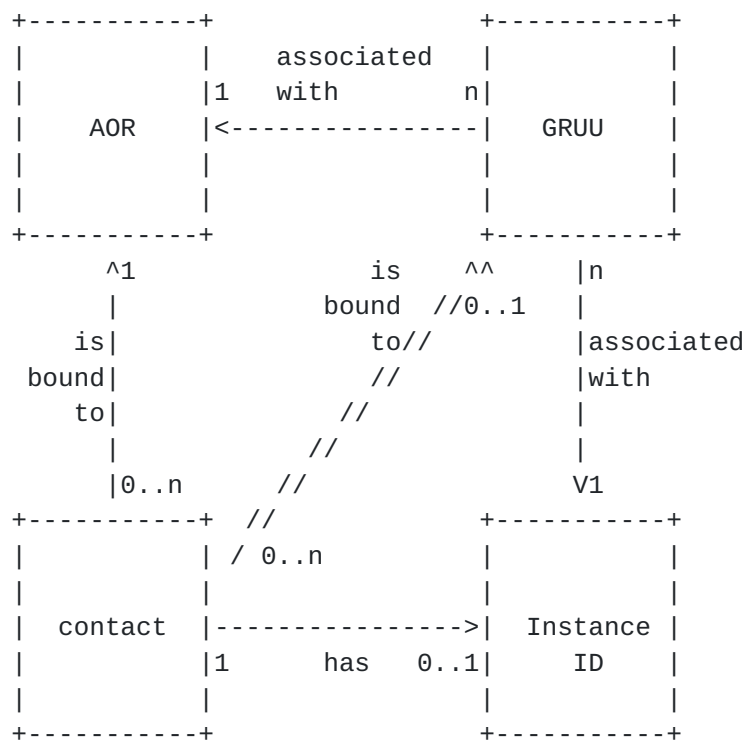 +-----------+                 +-----------+
|           |    associated   |           |
|           |1   with        n|           |
|    AOR    |<----------------|   GRUU    |
|           |                 |           |
|           |                 |           |
+-----------+                 +-----------+
      ^1               is    ^^     |n
      |             bound  //0..1   |
    is|                to//         |associated
 bound|                //           |with
    to|              //             |
      |            //               |
      |0..n      //                 V1
+-----------+  //             +-----------+
|           | / 0..n          |           |
|           |                 |           |
|  contact  |---------------->|  Instance |
|           |1      has   0..1|     ID    |
|           |                 |           |
+-----------+                 +-----------+